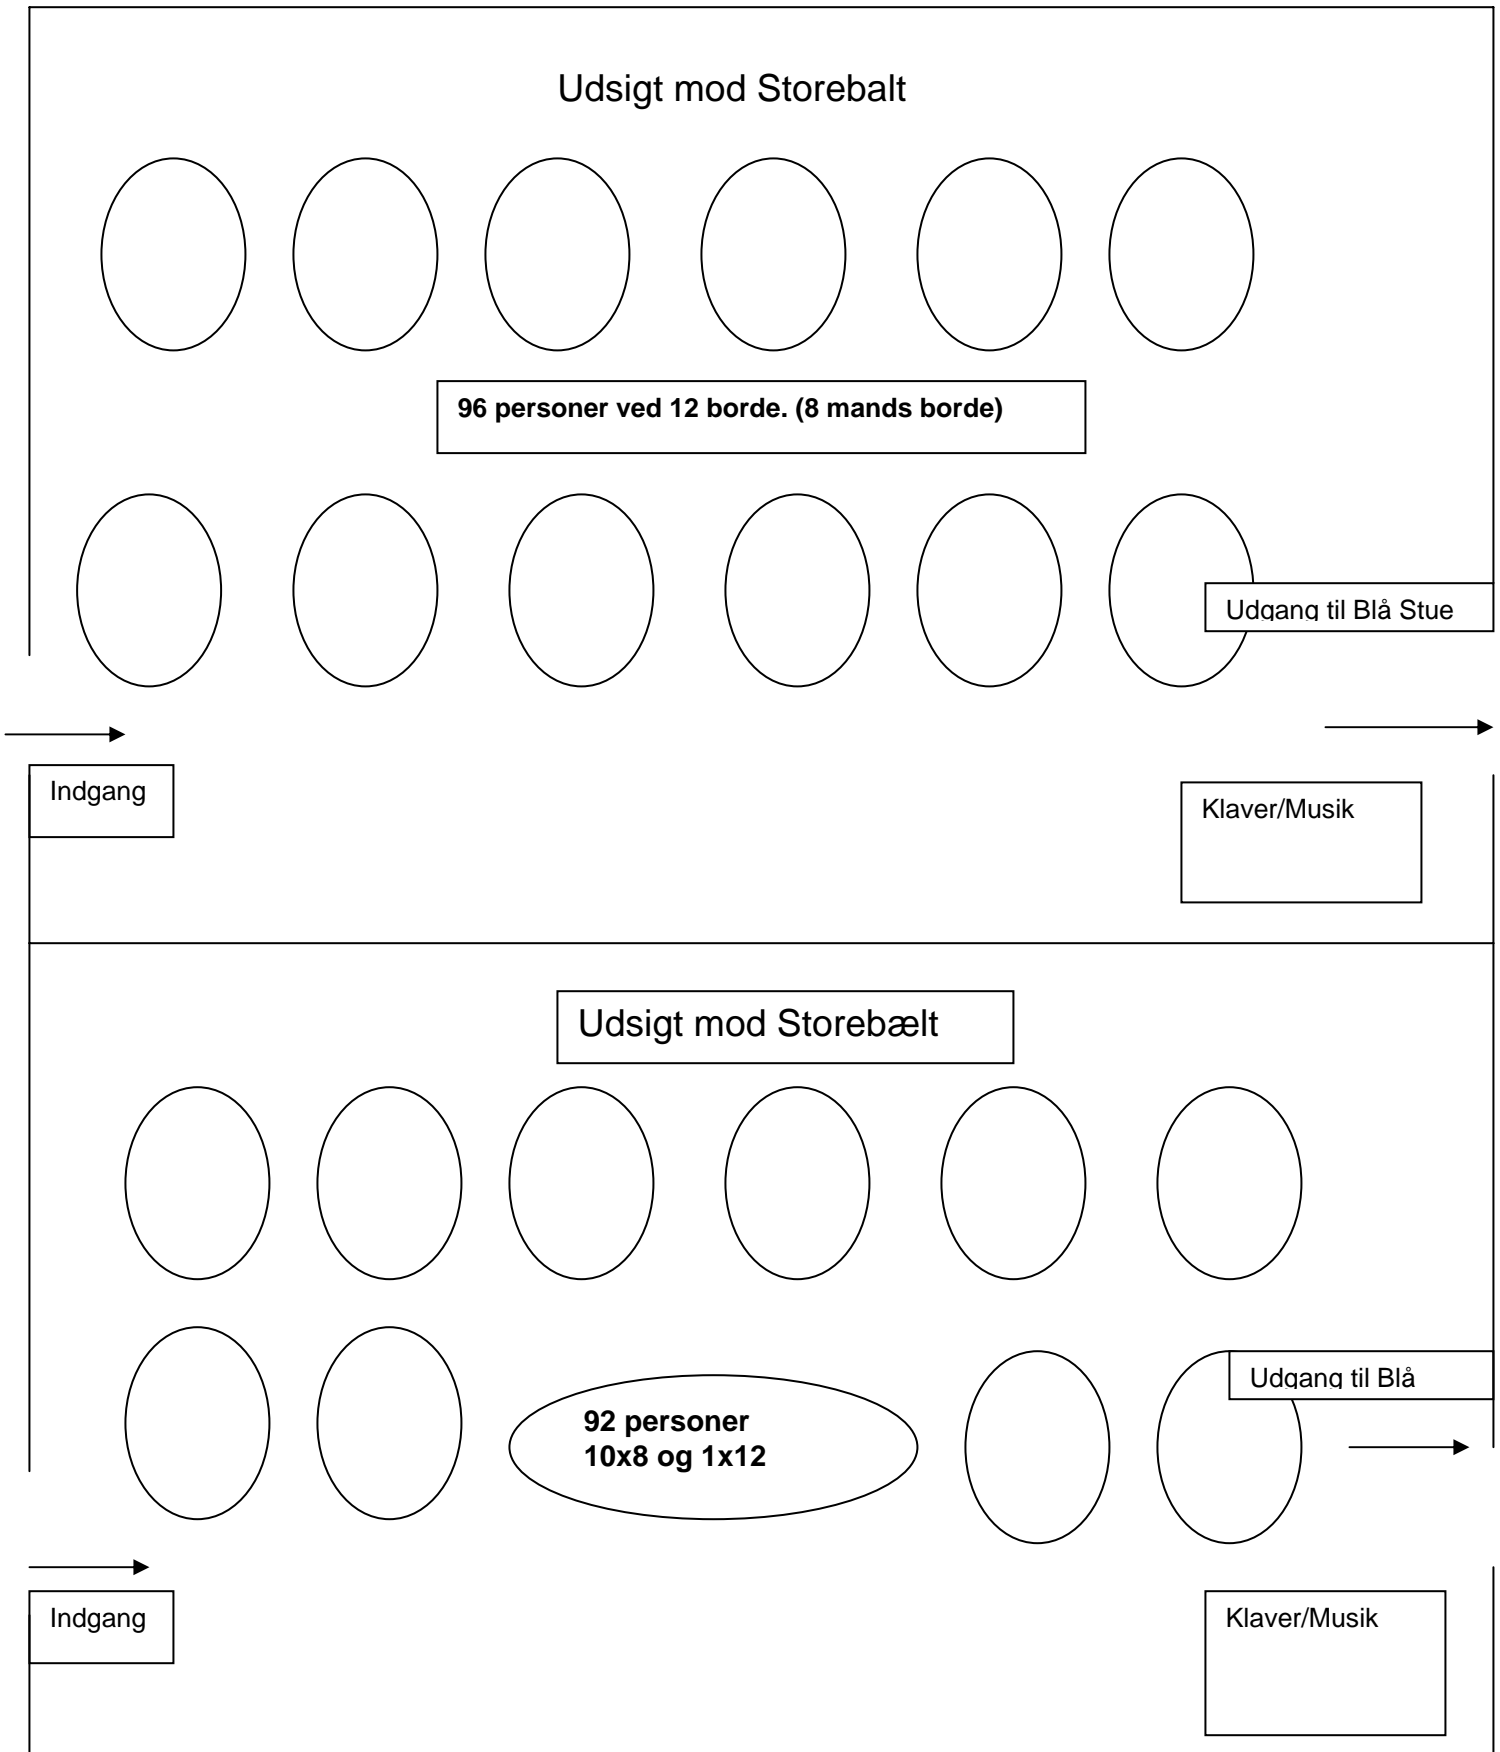 Udsigt mod Storebalt
96 personer ved 12 borde. (8 mands borde)
Udgang til Blå Stue
Indgang
Klaver/Musik
Udsigt mod Storebælt
92 personer
10x8 og 1x12
Udgang til Blå
Indgang
Klaver/Musik